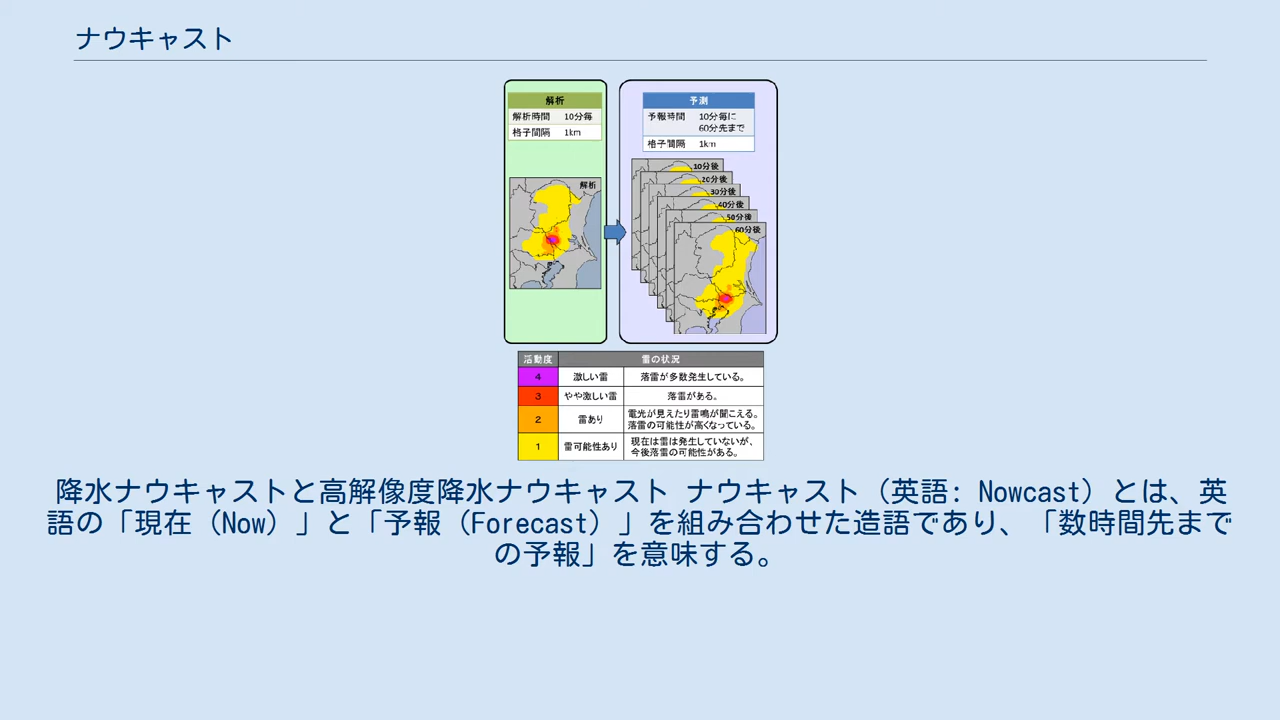 ナウキャスト
解析
解析時間 10分毎
格子間隔 1km
解析
予測
予報時間 10分毎に
60分先まで
格子間隔 1km
10分後
20分後
30分後
40分後
50分後
60分後
活動度 雷の状況
4 激しい雷 落雷が多数発生している。
3 やや激しい雷 落雷がある。
2 雷あり 電光が見えたり雷鳴が聞こえる。
落雷の可能性が高くなっている。
1 雷可能性あり 現在は雷は発生していないが、
今後落雷の可能性がある。
降水ナウキャストと高解像度降水ナウキャスト ナウキャスト（英語: Nowcast）とは、英
語の「現在（Now）」と「予報（Forecast）」を組み合わせた造語であり、「数時間先まで
の予報」を意味する。